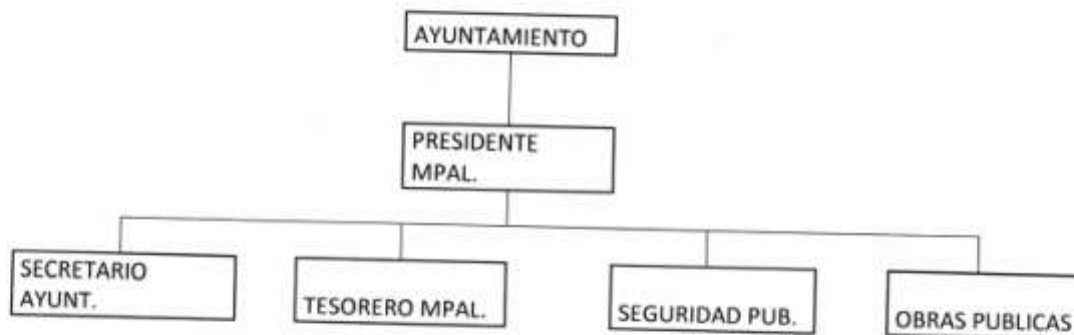 AYUNTAMIENTO
PRESIDENTE
MPAL.
SECRETARIO
AYUNT.
TESORERO MPAL.
SEGURIDAD PUB.
OBRAS PUBLICAS